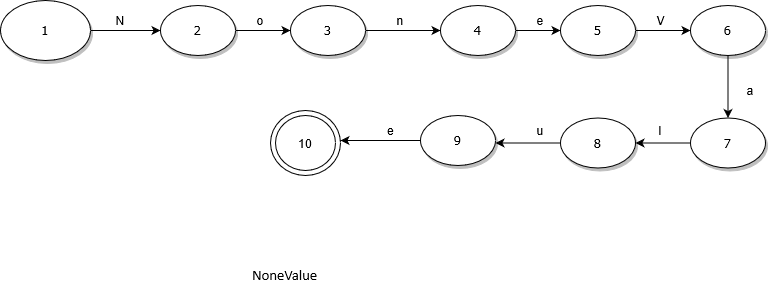 N o n e V
1 2 3 4 5 6
a
e u l
10 9 8 7
NoneValue